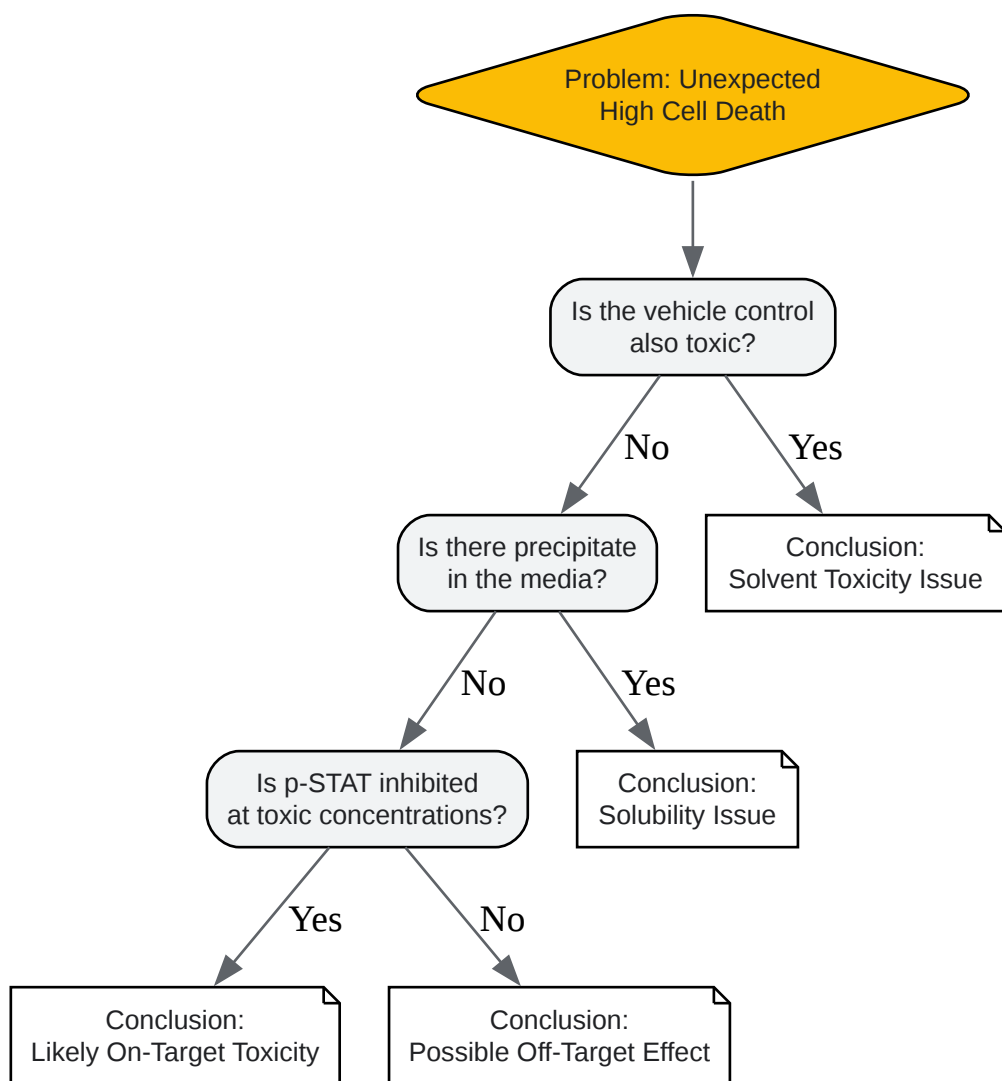 Problem: Unexpected
High Cell Death
Is the vehicle control
also toxic?
No
Yes
Is there precipitate
in the media?
Conclusion:
Solvent Toxicity Issue
No
Yes
Is p-STAT inhibited
at toxic concentrations?
Conclusion:
Solubility Issue
Yes
No
Conclusion:
Likely On-Target Toxicity
Conclusion:
Possible Off-Target Effect